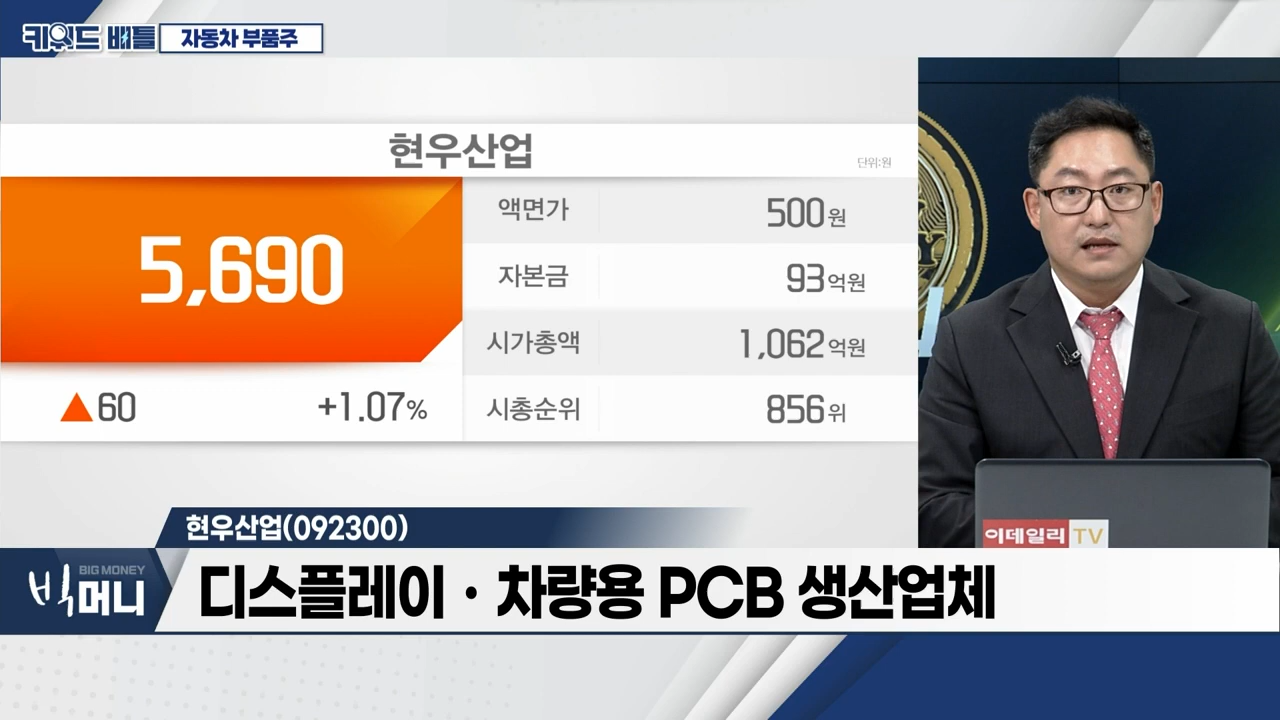 키워드 배틀 자동차 부품주
현우산업
단위:원
5,690
▲60 +1.07%
액면가 500원
자본금 93억원
시가총액 1,062억원
시총순위 856위
이데일리 TV
현우산업(092300)
BIG MONEY
빅머니
디스플레이·차량용 PCB 생산업체